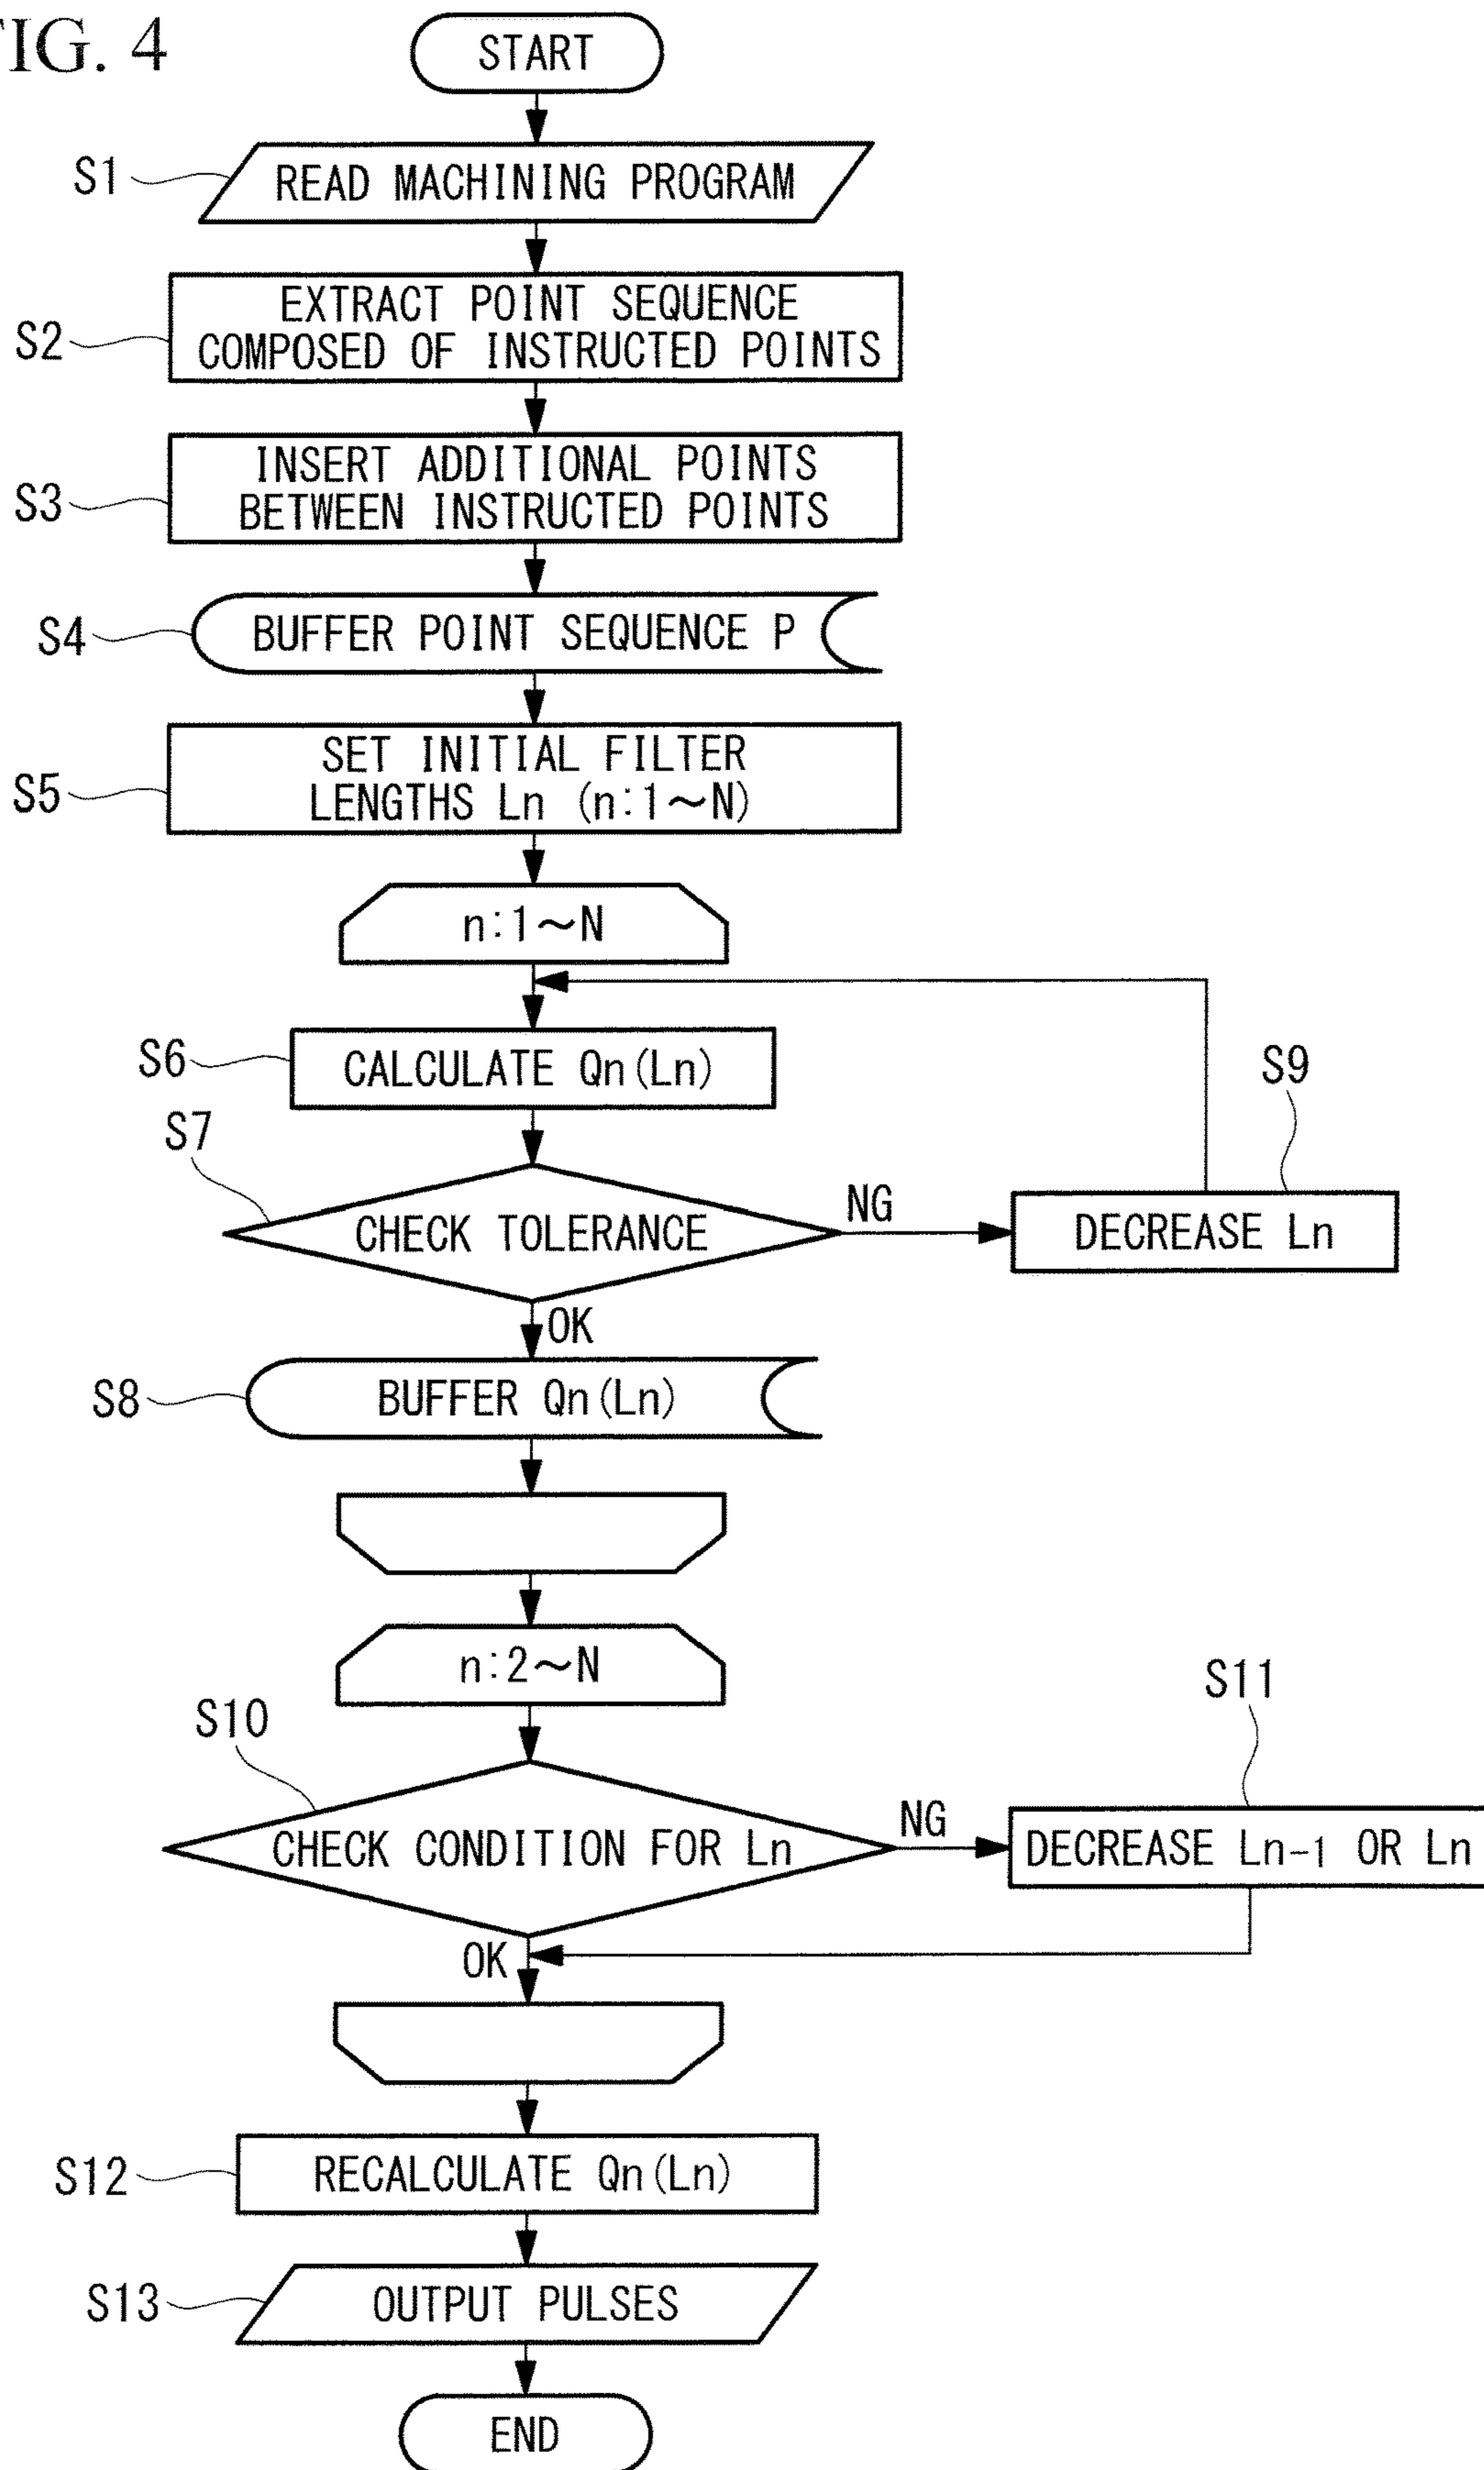 FIG. 4
START
S1
READ MACHINING PROGRAM
S2
EXTRACT POINT SEQUENCE
COMPOSED OF INSTRUCTED POINTS
S3
INSERT ADDITIONAL POINTS
BETWEEN INSTRUCTED POINTS
S4
BUFFER POINT SEQUENCE P
S5
SET INITIAL FILTER
LENGTHS Ln (n:1~N)
n:1~N
S6
CALCULATE Qn(Ln)
S7
CHECK TOLERANCE
NG
S9
DECREASE Ln
OK
S8
BUFFER Qn(Ln)
n:2~N
S10
CHECK CONDITION FOR Ln
NG
S11
DECREASE Ln-1 OR Ln
OK
S12
RECALCULATE Qn(Ln)
S13
OUTPUT PULSES
END